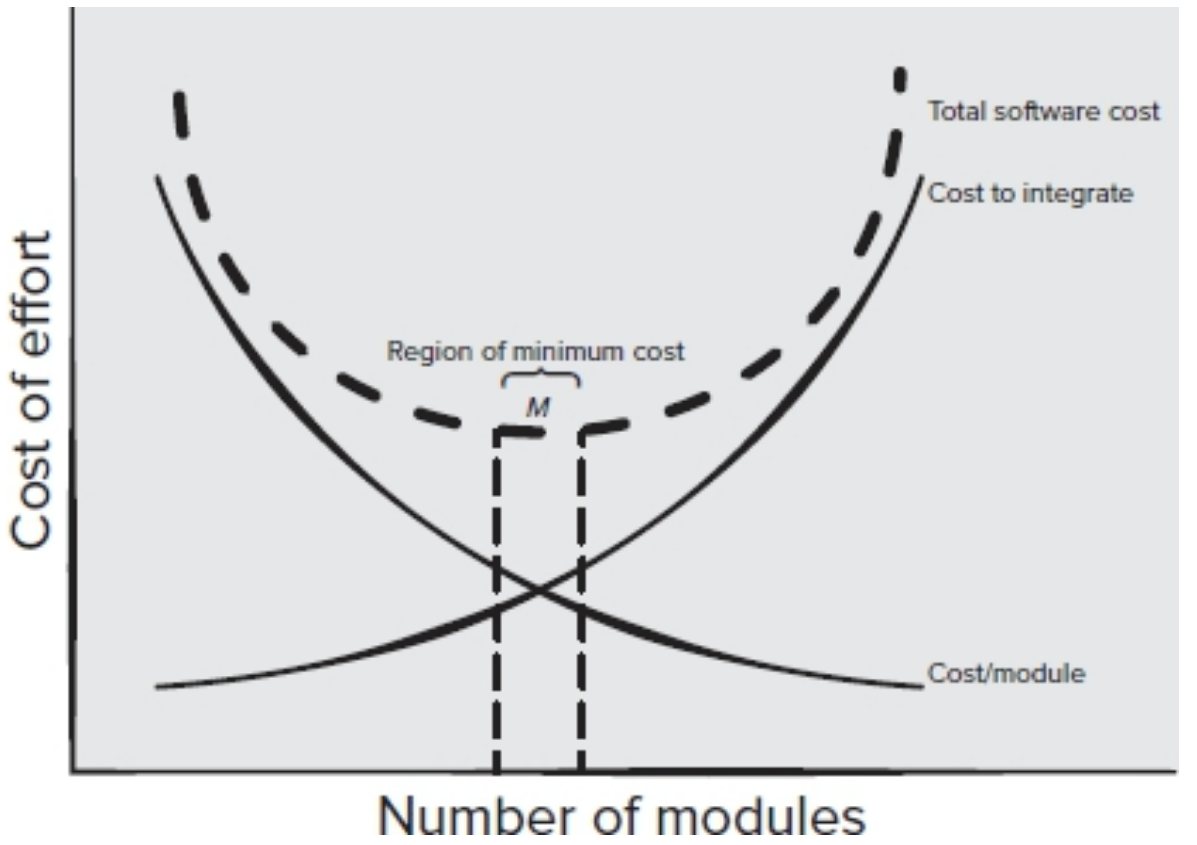 Total software cost
Cost to integrate
Cost of effort
Region of minimum cost
M
Cost/module
Number of modules